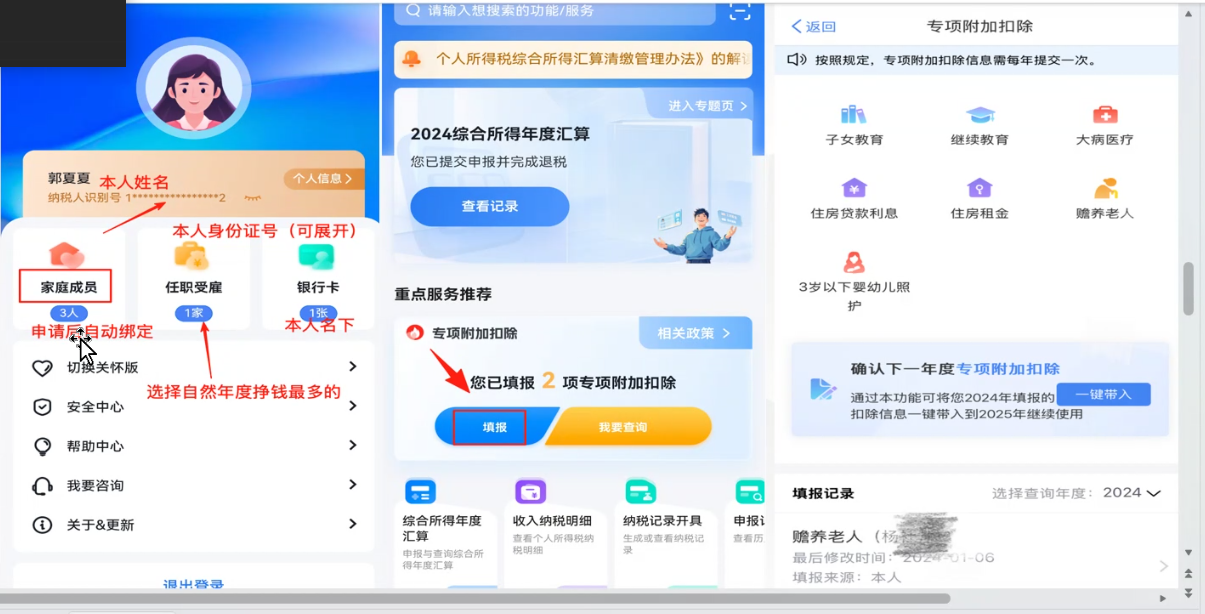 郭夏夏
本人姓名
个人信息 >
纳税人识别号 1****************2
本人身份证号（可展开）
家庭成员
任职受雇
银行卡
3人
1家
1张
申请后自动绑定
本人名下
切换关怀版
选择自然年度挣钱最多的
安全中心
帮助中心
我要咨询
关于&更新
退出登录
请输入想搜索的功能/服务
个人所得税综合所得汇算清缴管理办法》的解
进入专题页 >
2024综合所得年度汇算
您已提交申报并完成退税
查看记录
重点服务推荐
专项附加扣除
相关政策 >
您已填报 2 项专项附加扣除
填报
我要查询
综合所得年度
汇算
申报与查询综合所
得年度汇算
收入纳税明细
查看个人所得税纳
税明细
纳税记录开具
生成或查看纳税记
录
申报
查看历
返回
专项附加扣除
按照规定，专项附加扣除信息需每年提交一次。
子女教育
继续教育
大病医疗
住房贷款利息
住房租金
赡养老人
3岁以下婴幼儿照
护
确认下一年度专项附加扣除
通过本功能可将您2024年填报的
扣除信息一键带入到2025年继续使用
一键带入
填报记录
选择查询年度：2024
赡养老人（杨
最后修改时间：2024-01-06
填报来源：本人